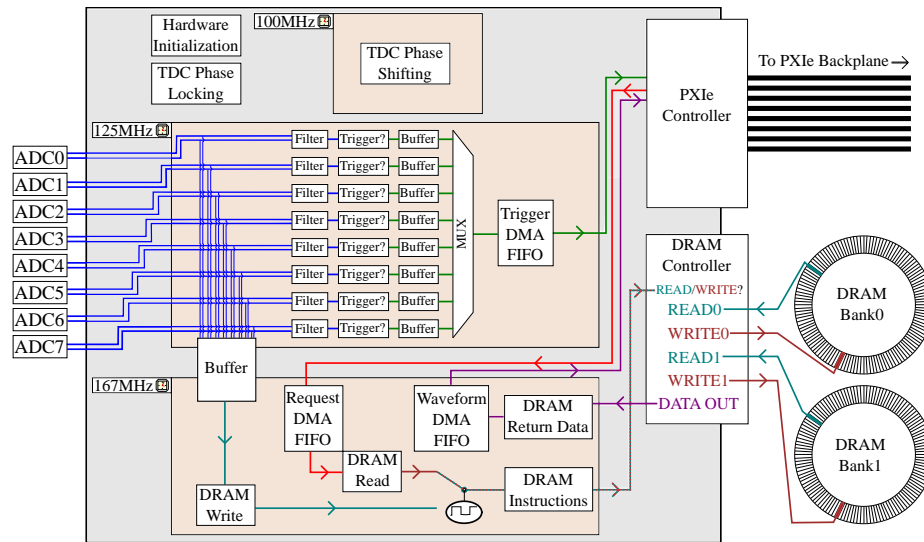 Hardware
Initialization
TDC Phase
Locking
100MHz
TDC Phase
Shifting
PXIe
Controller
To PXIe Backplane
125MHz
ADC0
ADC1
ADC2
ADC3
ADC4
ADC5
ADC6
ADC7
Filter Trigger? Buffer
Filter Trigger? Buffer
Filter Trigger? Buffer
Filter Trigger? Buffer
Filter Trigger? Buffer
Filter Trigger? Buffer
Filter Trigger? Buffer
Filter Trigger? Buffer
MUX
Trigger
DMA
FIFO
DRAM
Controller
READ/WRITE?
READ0
WRITE0
READ1
WRITE1
DATA OUT
DRAM
Bank0
DRAM
Bank1
Buffer
167MHz
Request
DMA
FIFO
Waveform
DMA
FIFO
DRAM
Return Data
DRAM
Read
DRAM
Write
DRAM
Instructions